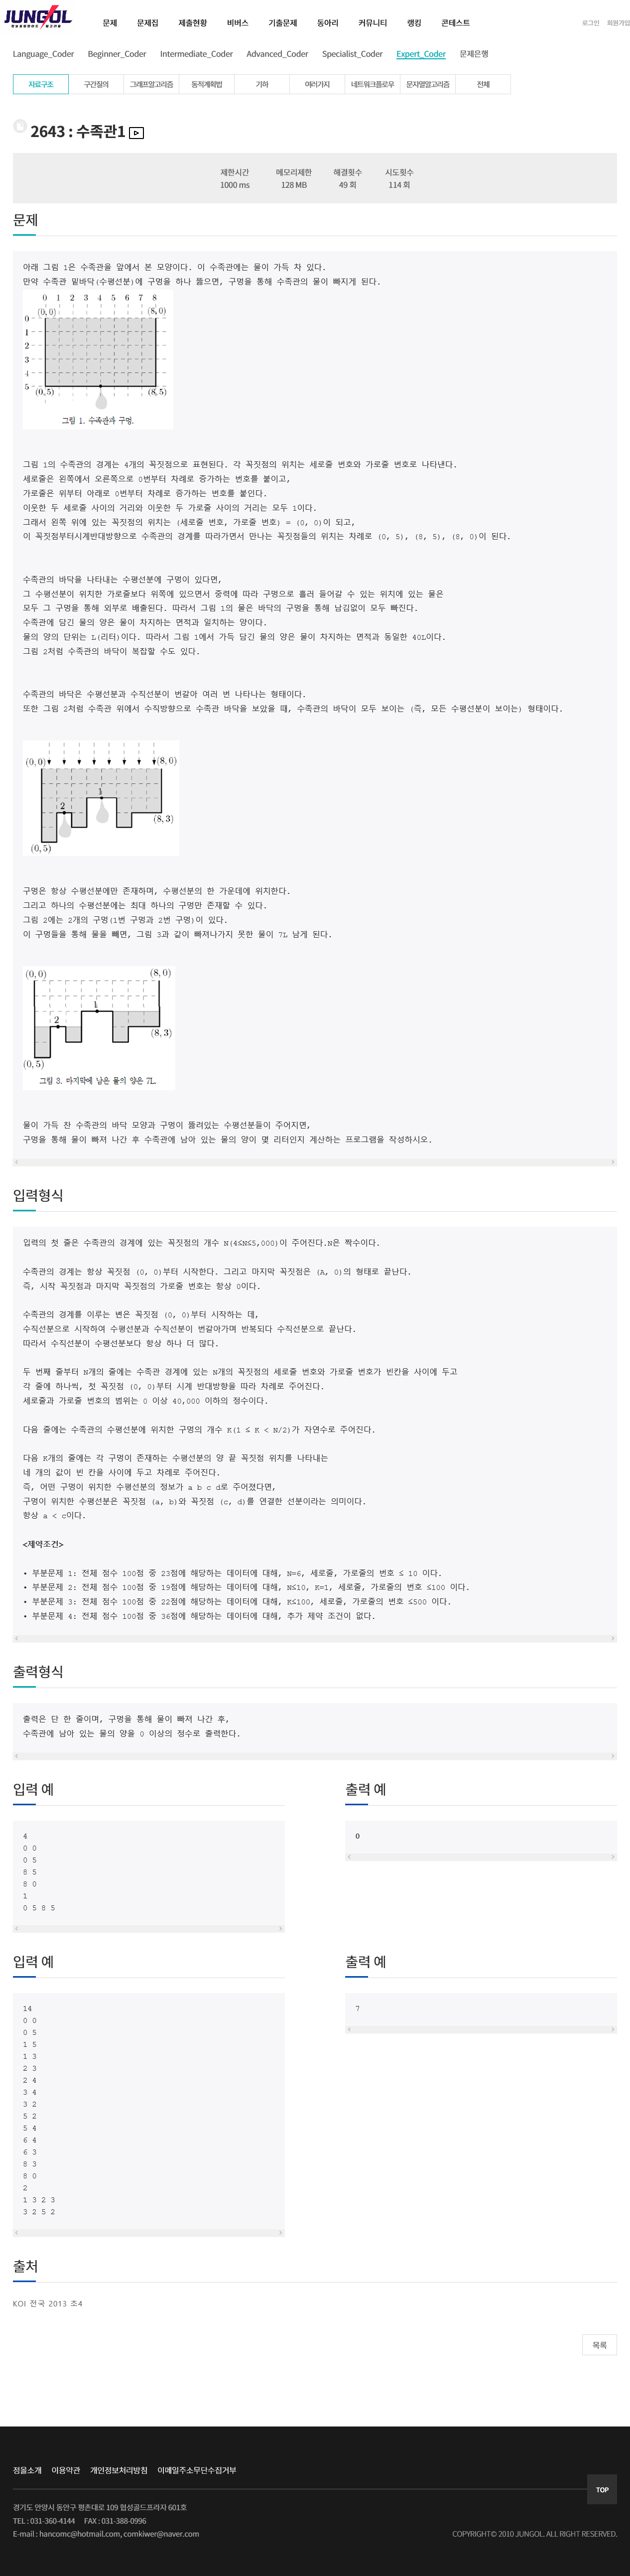 JUNGOL
문제 문제집 제출현황 비버스 기출문제 동아리 커뮤니티 랭킹 콘테스트
로그인 회원가입
Language_Coder Beginner_Coder Intermediate_Coder Advanced_Coder Specialist_Coder Expert_Coder 문제은행
자료구조 구간질의 그래프알고리즘 동적계획법 기하 여러가지 네트워크플로우 문자열알고리즘 전체
2643 : 수족관1
제한시간 메모리제한 해결횟수 시도횟수
1000 ms 128 MB 49 회 114 회
문제
아래 그림 1은 수족관을 앞에서 본 모양이다. 이 수족관에는 물이 가득 차 있다.
만약 수족관 밑바닥(수평선분)에 구멍을 하나 뚫으면, 구멍을 통해 수족관의 물이 빠지게 된다.
0 1 2 3 4 5 6 7 8
(0,0) (8,0)
0
1
2
3
4
5
(0,5) (8,5)
그림 1. 수족관과 구멍.
그림 1의 수족관의 경계는 4개의 꼭짓점으로 표현된다. 각 꼭짓점의 위치는 세로줄 번호와 가로줄 번호로 나타낸다.
세로줄은 왼쪽에서 오른쪽으로 0번부터 차례로 증가하는 번호를 붙이고,
가로줄은 위부터 아래로 0번부터 차례로 증가하는 번호를 붙인다.
이웃한 두 세로줄 사이의 거리와 이웃한 두 가로줄 사이의 거리는 모두 1이다.
그래서 왼쪽 위에 있는 꼭짓점의 위치는 (세로줄 번호, 가로줄 번호) = (0, 0)이 되고,
이 꼭짓점부터시계반대방향으로 수족관의 경계를 따라가면서 만나는 꼭짓점들의 위치는 차례로 (0, 5), (8, 5), (8, 0)이 된다.
수족관의 바닥을 나타내는 수평선분에 구멍이 있다면,
그 수평선분이 위치한 가로줄보다 위쪽에 있으면서 중력에 따라 구멍으로 흘러 들어갈 수 있는 위치에 있는 물은
모두 그 구멍을 통해 외부로 배출된다. 따라서 그림 1의 물은 바닥의 구멍을 통해 남김없이 모두 빠진다.
수족관에 담긴 물의 양은 물이 차지하는 면적과 일치하는 양이다.
물의 양의 단위는 L(리터)이다. 따라서 그림 1에서 가득 담긴 물의 양은 물이 차지하는 면적과 동일한 40L이다.
그림 2처럼 수족관의 바닥이 복잡할 수도 있다.
수족관의 바닥은 수평선분과 수직선분이 번갈아 여러 번 나타나는 형태이다.
또한 그림 2처럼 수족관 위에서 수직방향으로 수족관 바닥을 보았을 때, 수족관의 바닥이 모두 보이는 (즉, 모든 수평선분이 보이는) 형태이다.
(0,0) (8,0)
1
2
(8,3)
(0,5)
구멍은 항상 수평선분에만 존재하며, 수평선분의 한 가운데에 위치한다.
그리고 하나의 수평선분에는 최대 하나의 구멍만 존재할 수 있다.
그림 2에는 2개의 구멍(1번 구멍과 2번 구멍)이 있다.
이 구멍들을 통해 물을 빼면, 그림 3과 같이 빠져나가지 못한 물이 7L 남게 된다.
(0,0) (8,0)
1
2
(8,3)
(0,5)
그림 3. 마지막에 남은 물의 양은 7L.
물이 가득 찬 수족관의 바닥 모양과 구멍이 뚫려있는 수평선분들이 주어지면,
구멍을 통해 물이 빠져 나간 후 수족관에 남아 있는 물의 양이 몇 리터인지 계산하는 프로그램을 작성하시오.
입력형식
입력의 첫 줄은 수족관의 경계에 있는 꼭짓점의 개수 N(4≤N≤5,000)이 주어진다.N은 짝수이다.
수족관의 경계는 항상 꼭짓점 (0, 0)부터 시작한다. 그리고 마지막 꼭짓점은 (A, 0)의 형태로 끝난다.
즉, 시작 꼭짓점과 마지막 꼭짓점의 가로줄 번호는 항상 0이다.
수족관의 경계를 이루는 변은 꼭짓점 (0, 0)부터 시작하는 데,
수직선분으로 시작하여 수평선분과 수직선분이 번갈아가며 반복되다 수직선분으로 끝난다.
따라서 수직선분이 수평선분보다 항상 하나 더 많다.
두 번째 줄부터 N개의 줄에는 수족관 경계에 있는 N개의 꼭짓점의 세로줄 번호와 가로줄 번호가 빈칸을 사이에 두고
각 줄에 하나씩, 첫 꼭짓점 (0, 0)부터 시계 반대방향을 따라 차례로 주어진다.
세로줄과 가로줄 번호의 범위는 0 이상 40,000 이하의 정수이다.
다음 줄에는 수족관의 수평선분에 위치한 구멍의 개수 K(1 ≤ K < N/2)가 자연수로 주어진다.
다음 K개의 줄에는 각 구멍이 존재하는 수평선분의 양 끝 꼭짓점 위치를 나타내는
네 개의 값이 빈 칸을 사이에 두고 차례로 주어진다.
즉, 어떤 구멍이 위치한 수평선분의 정보가 a b c d로 주어졌다면,
구멍이 위치한 수평선분은 꼭짓점 (a, b)와 꼭짓점 (c, d)를 연결한 선분이라는 의미이다.
항상 a < c이다.
<제약조건>
• 부분문제 1: 전체 점수 100점 중 23점에 해당하는 데이터에 대해, N=6, 세로줄, 가로줄의 번호 ≤ 10 이다.
• 부분문제 2: 전체 점수 100점 중 19점에 해당하는 데이터에 대해, N≤10, K=1, 세로줄, 가로줄의 번호 ≤100 이다.
• 부분문제 3: 전체 점수 100점 중 22점에 해당하는 데이터에 대해, K≤100, 세로줄, 가로줄의 번호 ≤500 이다.
• 부분문제 4: 전체 점수 100점 중 36점에 해당하는 데이터에 대해, 추가 제약 조건이 없다.
출력형식
출력은 단 한 줄이며, 구멍을 통해 물이 빠져 나간 후,
수족관에 남아 있는 물의 양을 0 이상의 정수로 출력한다.
입력 예
4
0 0
0 5
8 5
8 0
1
0 5 8 5
출력 예
0
입력 예
14
0 0
0 5
1 5
1 3
2 3
2 4
3 4
3 2
5 2
5 4
6 4
6 3
8 3
8 0
2
1 3 2 3
3 2 5 2
출력 예
7
출처
KOI 전국 2013 초4
목록
정올소개 이용약관 개인정보처리방침 이메일주소무단수집거부
TOP
경기도 안양시 동안구 평촌대로 109 협성골드프라자 601호
TEL : 031-360-4144 FAX : 031-388-0996
E-mail : hancomc@hotmail.com, comkiwer@naver.com
COPYRIGHT© 2010 JUNGOL. ALL RIGHT RESERVED.